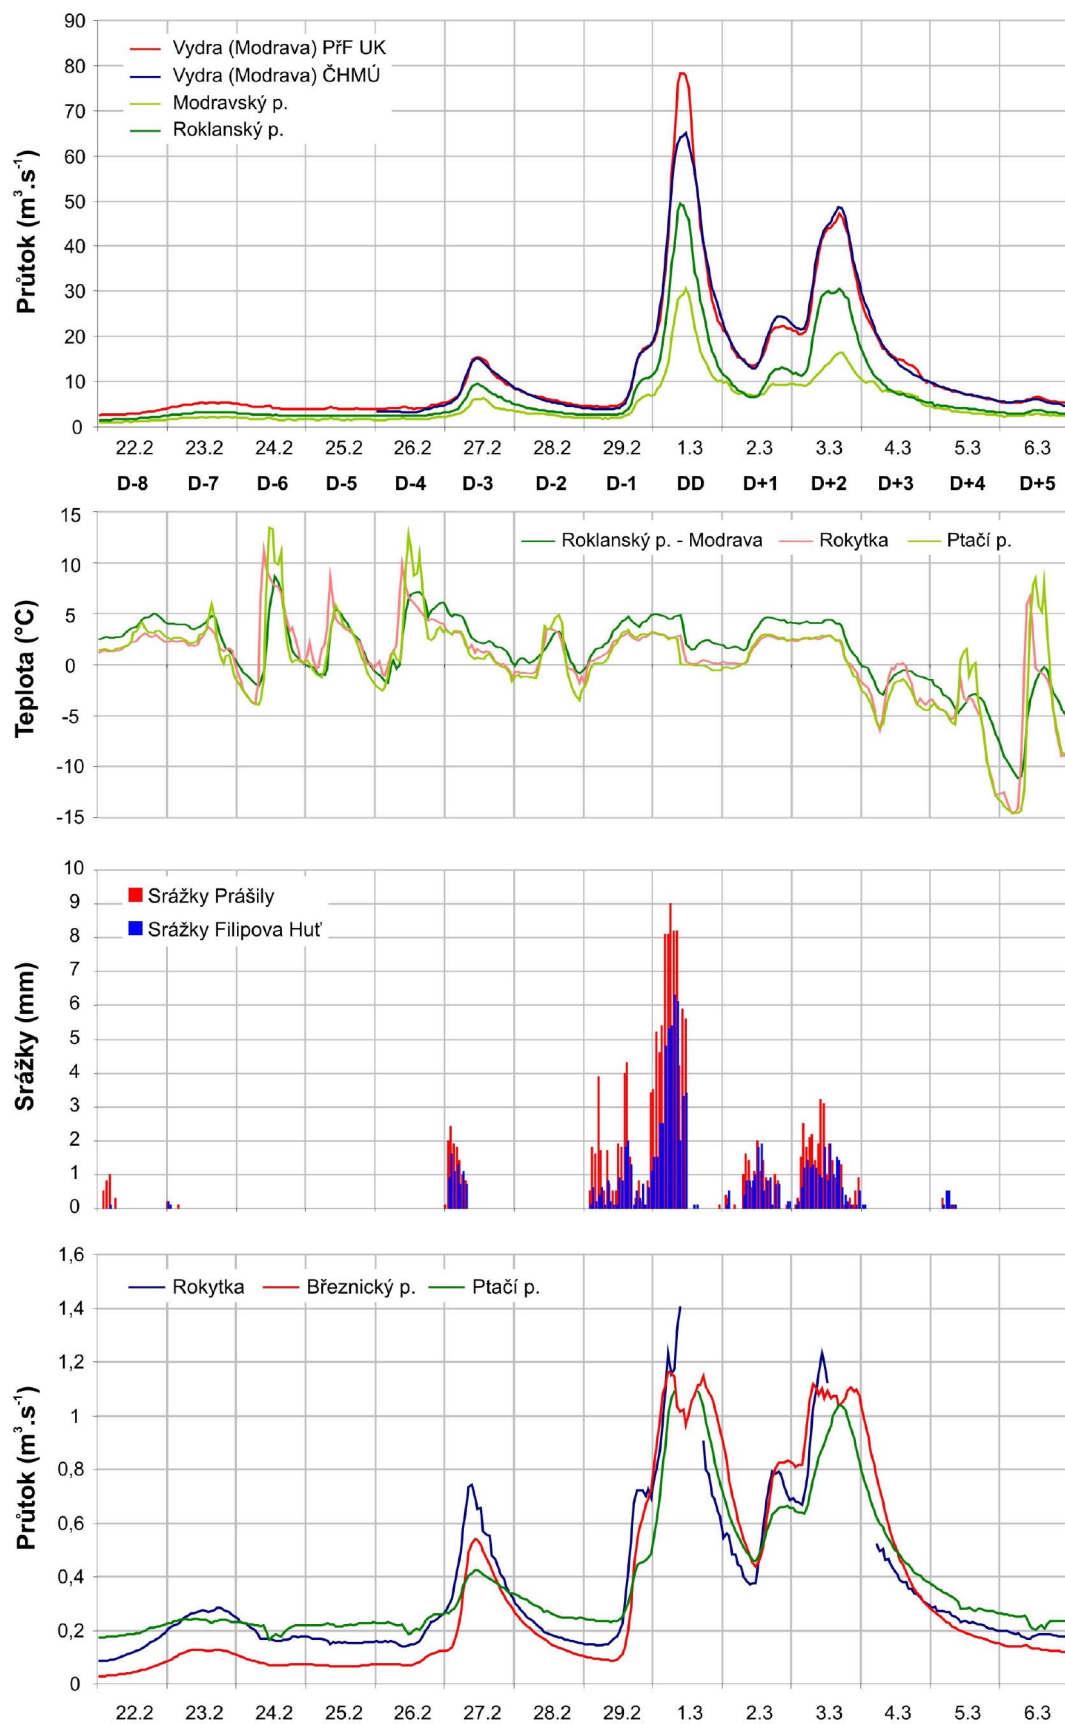 90
80
70
60
50
40
30
20
10
0
Průtok (m³.s⁻¹)
Vydra (Modrava) PřF UK
Vydra (Modrava) ČHMÚ
Modravský p.
Roklanský p.
22.2 23.2 24.2 25.2 26.2 27.2 28.2 29.2 1.3 2.3 3.3 4.3 5.3 6.3
D-8 D-7 D-6 D-5 D-4 D-3 D-2 D-1 DD D+1 D+2 D+3 D+4 D+5
15
10
5
0
-5
-10
-15
Teplota (°C)
Roklanský p. - Modrava Rokytka Ptačí p.
10
9
8
7
6
5
4
3
2
1
0
Srážky (mm)
Srážky Prášily
Srážky Filipova Huť
1,6
1,4
1,2
1
0,8
0,6
0,4
0,2
0
Průtok (m³.s⁻¹)
Rokytka Březnický p. Ptačí p.
22.2 23.2 24.2 25.2 26.2 27.2 28.2 29.2 1.3 2.3 3.3 4.3 5.3 6.3